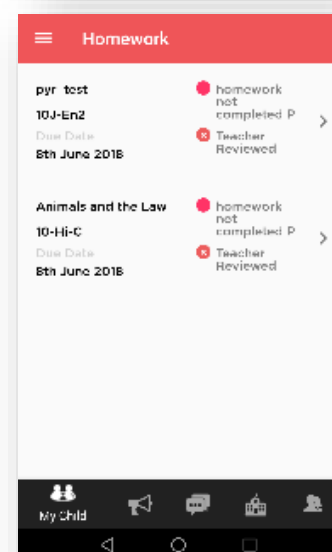 Homework
pyr test
10J-En2
Due Date
8th June 2018
homework
not
completed P
Teacher
Reviewed
Animals and the Law
10-Hi-C
Due Date
8th June 2018
homework
not
completed P
Teacher
Reviewed
My Child